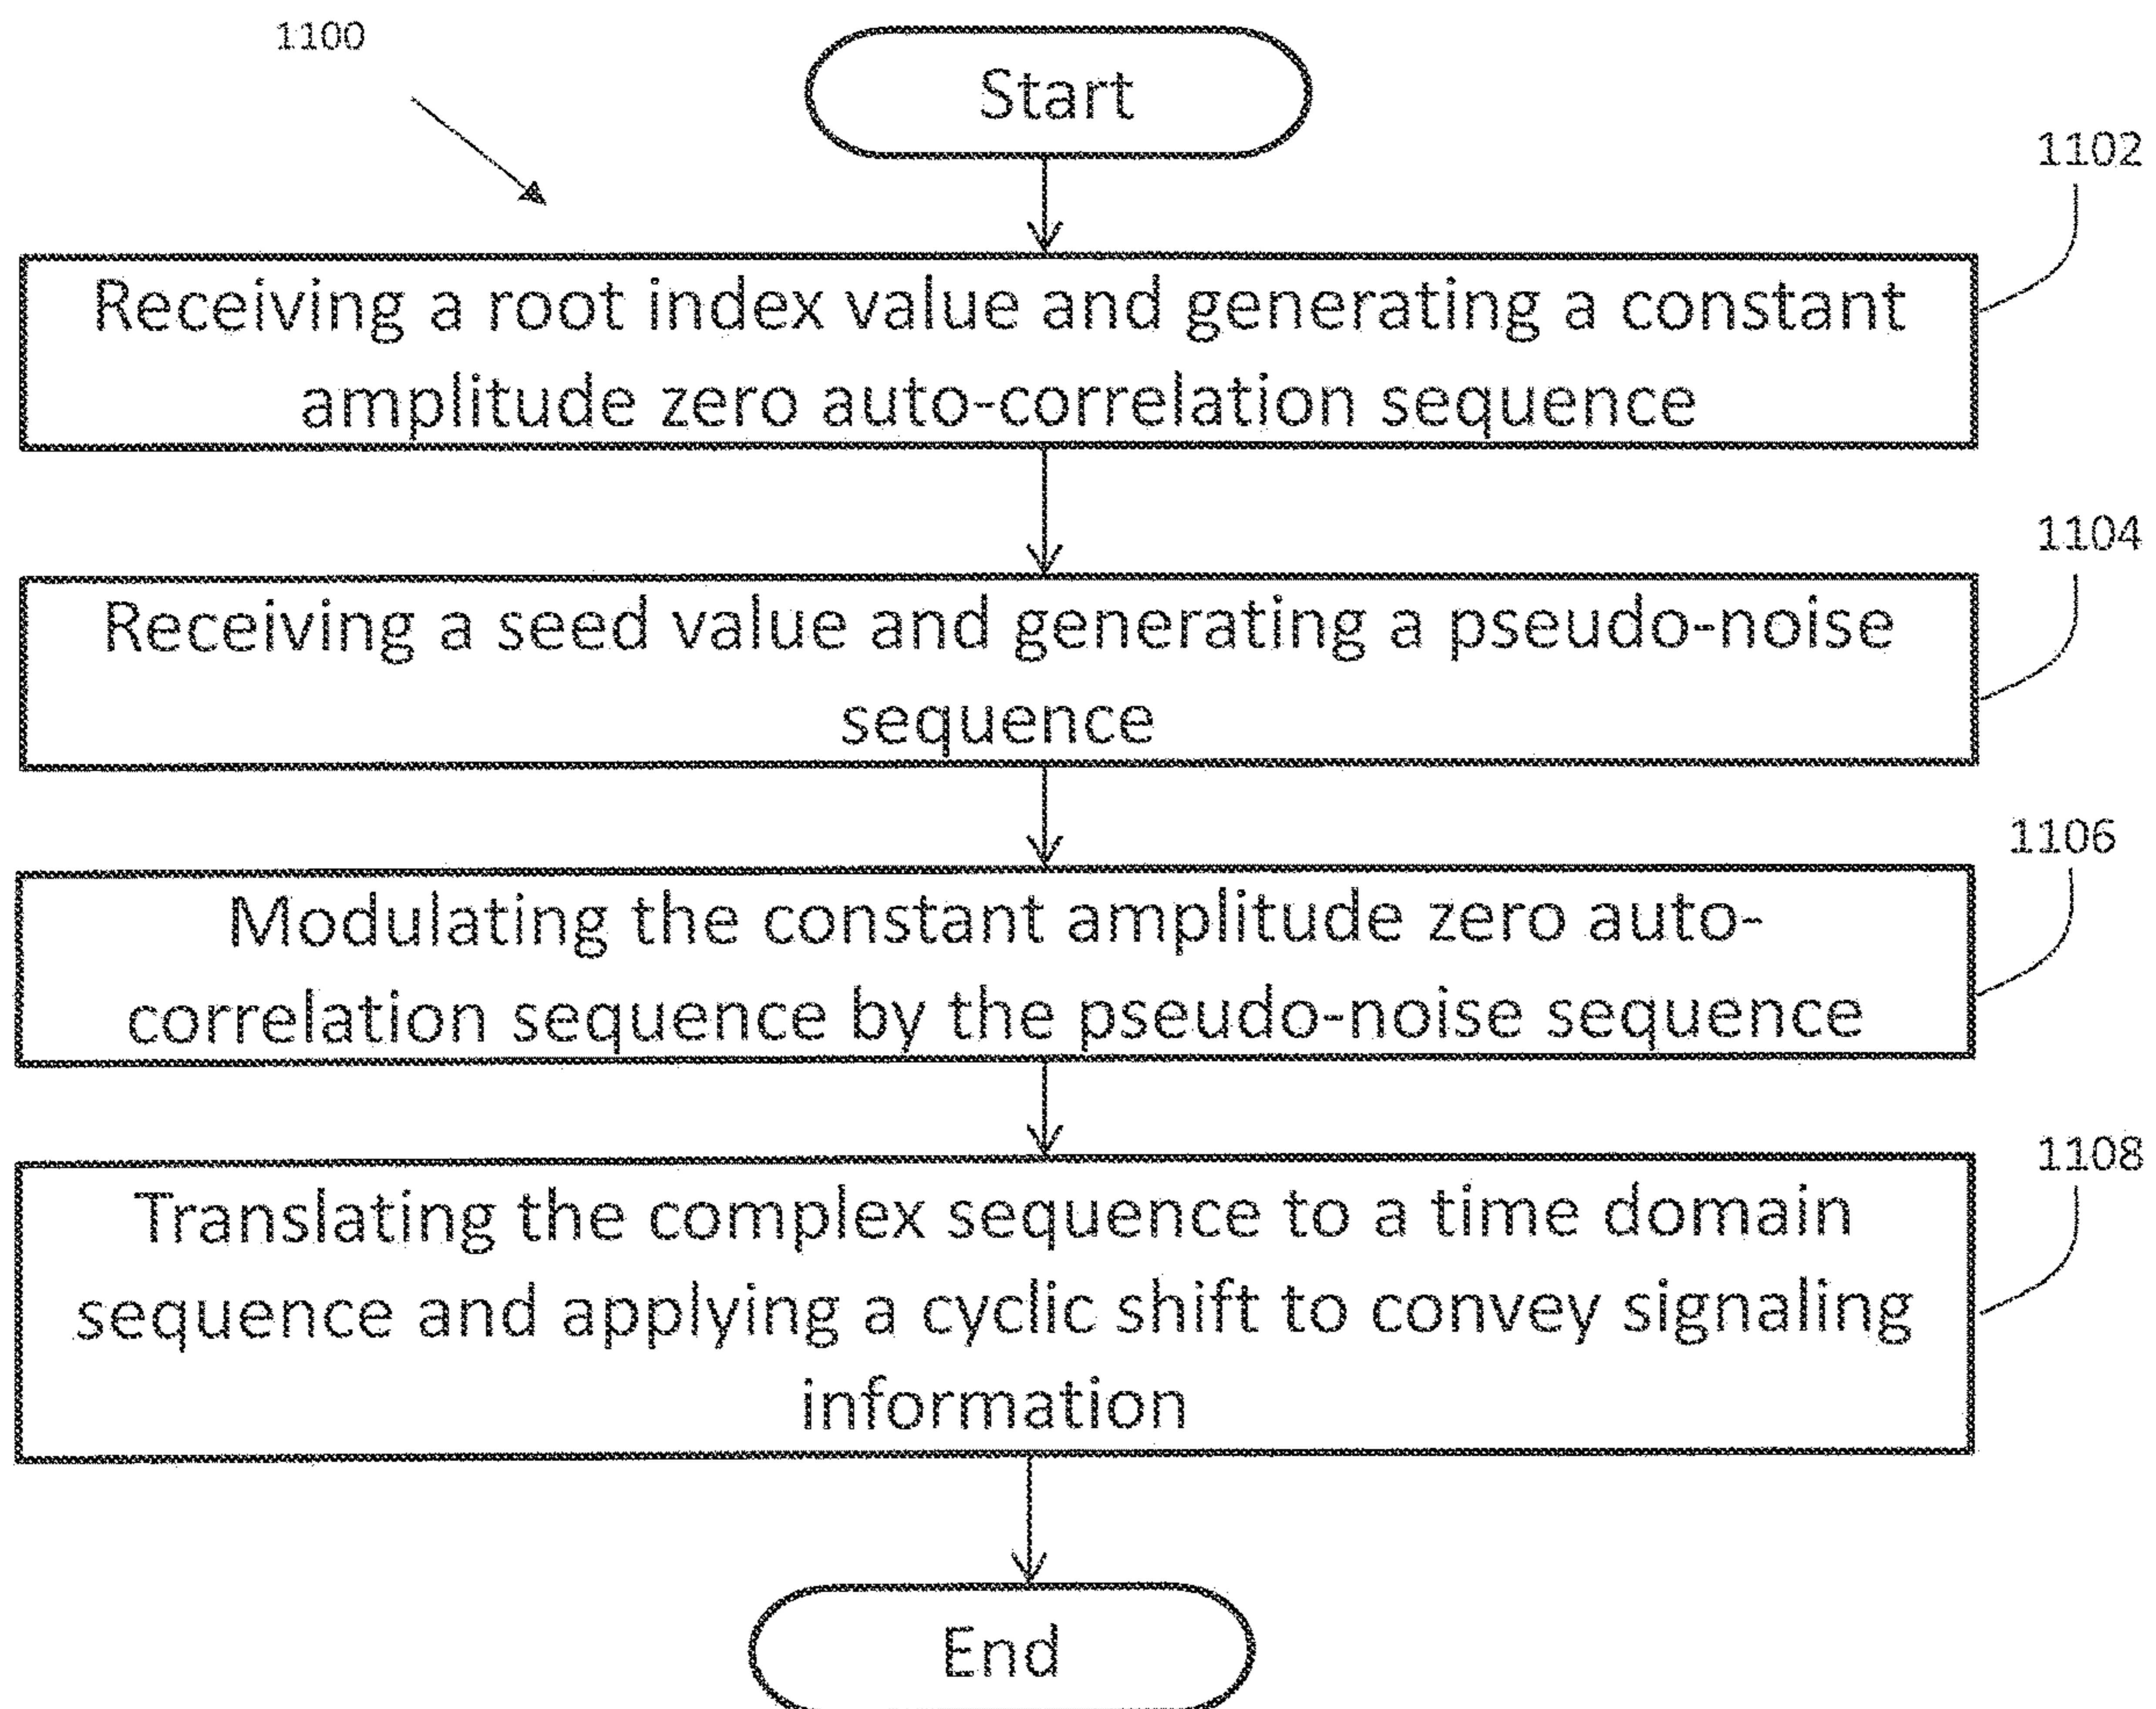 1100
Start
1102
Receiving a root index value and generating a constant
amplitude zero auto-correlation sequence
1104
Receiving a seed value and generating a pseudo-noise
sequence
1106
Modulating the constant amplitude zero auto-
correlation sequence by the pseudo-noise sequence
1108
Translating the complex sequence to a time domain
sequence and applying a cyclic shift to convey signaling
information
End